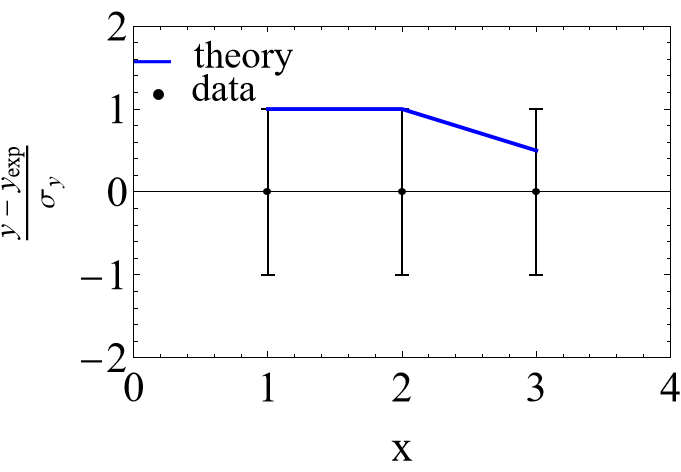 2
theory
data
1
y - y_exp
σ_y
0
−1
−2
0 1 2 3 4
x